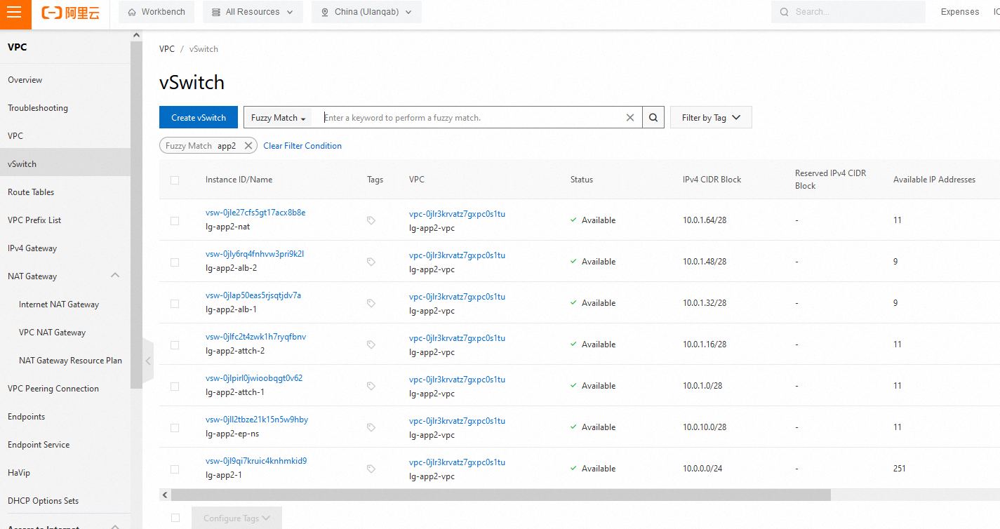 阿里云
Workbench
All Resources
China (Ulanqab)
Search...
Expenses
VPC
Overview
Troubleshooting
VPC
vSwitch
Route Tables
VPC Prefix List
IPv4 Gateway
NAT Gateway
Internet NAT Gateway
VPC NAT Gateway
NAT Gateway Resource Plan
VPC Peering Connection
Endpoints
Endpoint Service
HaVip
DHCP Options Sets
Access to Internet
VPC / vSwitch
vSwitch
Create vSwitch
Fuzzy Match
Enter a keyword to perform a fuzzy match.
Filter by Tag
Fuzzy Match app2
Clear Filter Condition
Instance ID/Name Tags VPC Status IPv4 CIDR Block Reserved IPv4 CIDR Block Available IP Addresses
vsw-0jle27cfs5gt17acx8b8e vpc-0jlr3krvatz7gxpc0s1tu
lg-app2-nat lg-app2-vpc Available 10.0.1.64/28 - 11
vsw-0jly6rq4fnhvw3pri9k2l vpc-0jlr3krvatz7gxpc0s1tu
lg-app2-alb-2 lg-app2-vpc Available 10.0.1.48/28 - 9
vsw-0jlap50eas5rjsqtjdv7a vpc-0jlr3krvatz7gxpc0s1tu
lg-app2-alb-1 lg-app2-vpc Available 10.0.1.32/28 - 9
vsw-0jlfc2t4zwk1h7ryqfbnv vpc-0jlr3krvatz7gxpc0s1tu
lg-app2-attch-2 lg-app2-vpc Available 10.0.1.16/28 - 11
vsw-0jlpirl0jwioobqgt0v62 vpc-0jlr3krvatz7gxpc0s1tu
lg-app2-attch-1 lg-app2-vpc Available 10.0.1.0/28 - 11
vsw-0jll2tbze21k15n5w9hby vpc-0jlr3krvatz7gxpc0s1tu
lg-app2-ep-ns lg-app2-vpc Available 10.0.10.0/28 - 11
vsw-0jl9qi7kruic4knhmkid9 vpc-0jlr3krvatz7gxpc0s1tu
lg-app2-1 lg-app2-vpc Available 10.0.0.0/24 - 251
Configure Tags